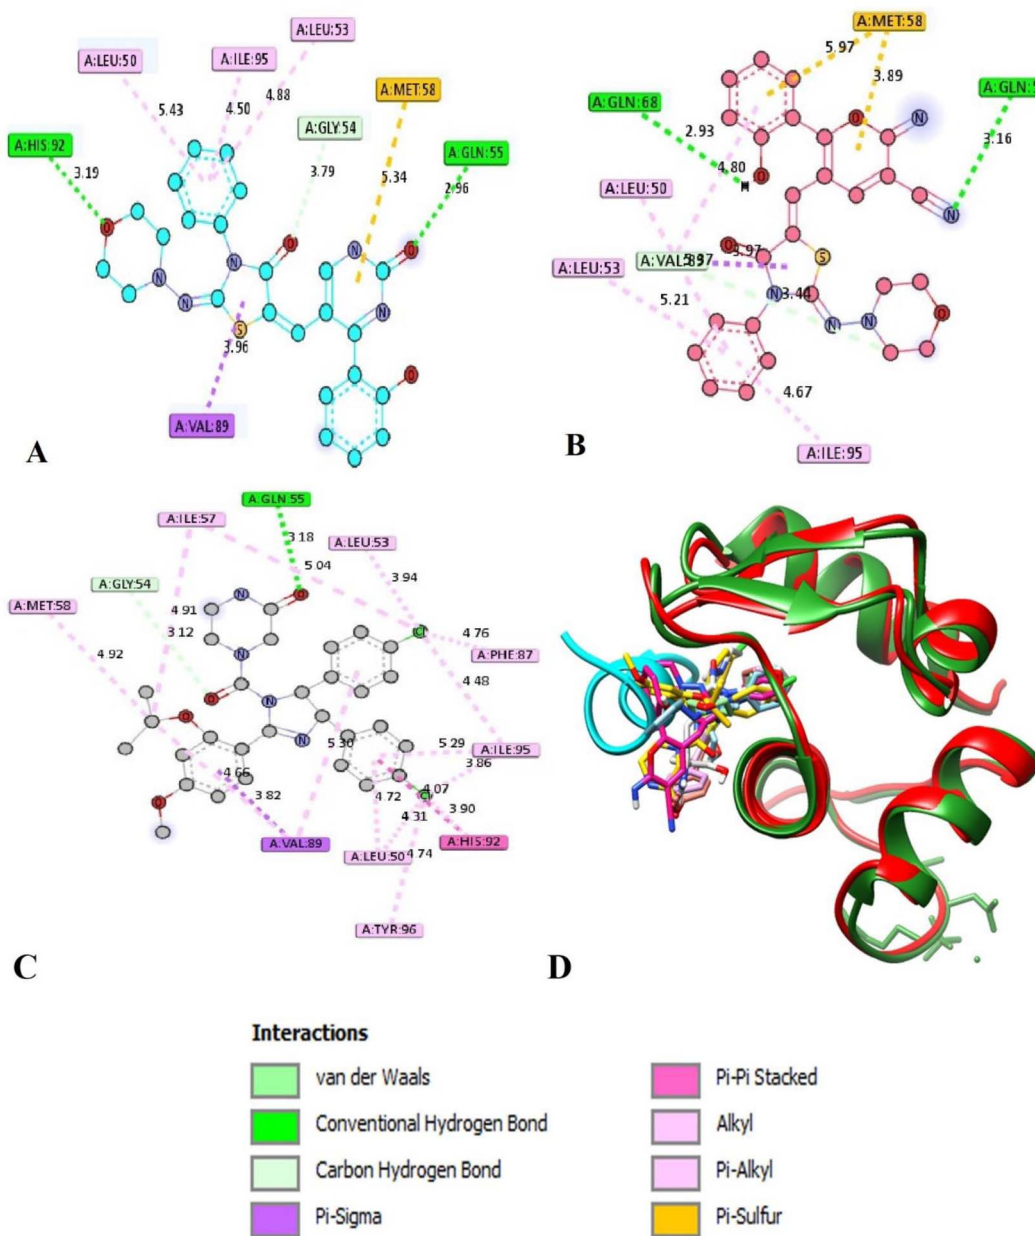 A:LEU:53
A:LEU:50
A:ILE:95
5.43
4.50
4.88
A:MET:58
A:GLY:54
A:HIS:92
3.19
3.79
5.34
A:GLN:55
2.96
O
O
N
O
N
N
N
S
N
3.96
O
A:VAL:89
A
A:MET:58
5.97
3.89
A:GLN:68
A:GLN:5
2.93
3.16
O
N
4.80
O
N
A:LEU:50
O
S
3.97
A:LEU:53
5.21
N
3.44
N
N
O
4.67
A:ILE:95
B
A:GLN:55
A:ILE:57
3.18
A:LEU:53
5.04
A:GLY:54
3.94
N
O
A:MET:58
4.91
3.12
Cl
4.76
A:PHE:87
4.92
N
4.48
O
N
O
N
5.30
5.29
A:ILE:95
4.66
3.86
3.82
4.72
4.07
O
4.31
3.90
A:VAL:89
A:LEU:50
A:HIS:92
4.74
A:TYR:96
C
D
Interactions
van der Waals
Conventional Hydrogen Bond
Carbon Hydrogen Bond
Pi-Sigma
Pi-Pi Stacked
Alkyl
Pi-Alkyl
Pi-Sulfur